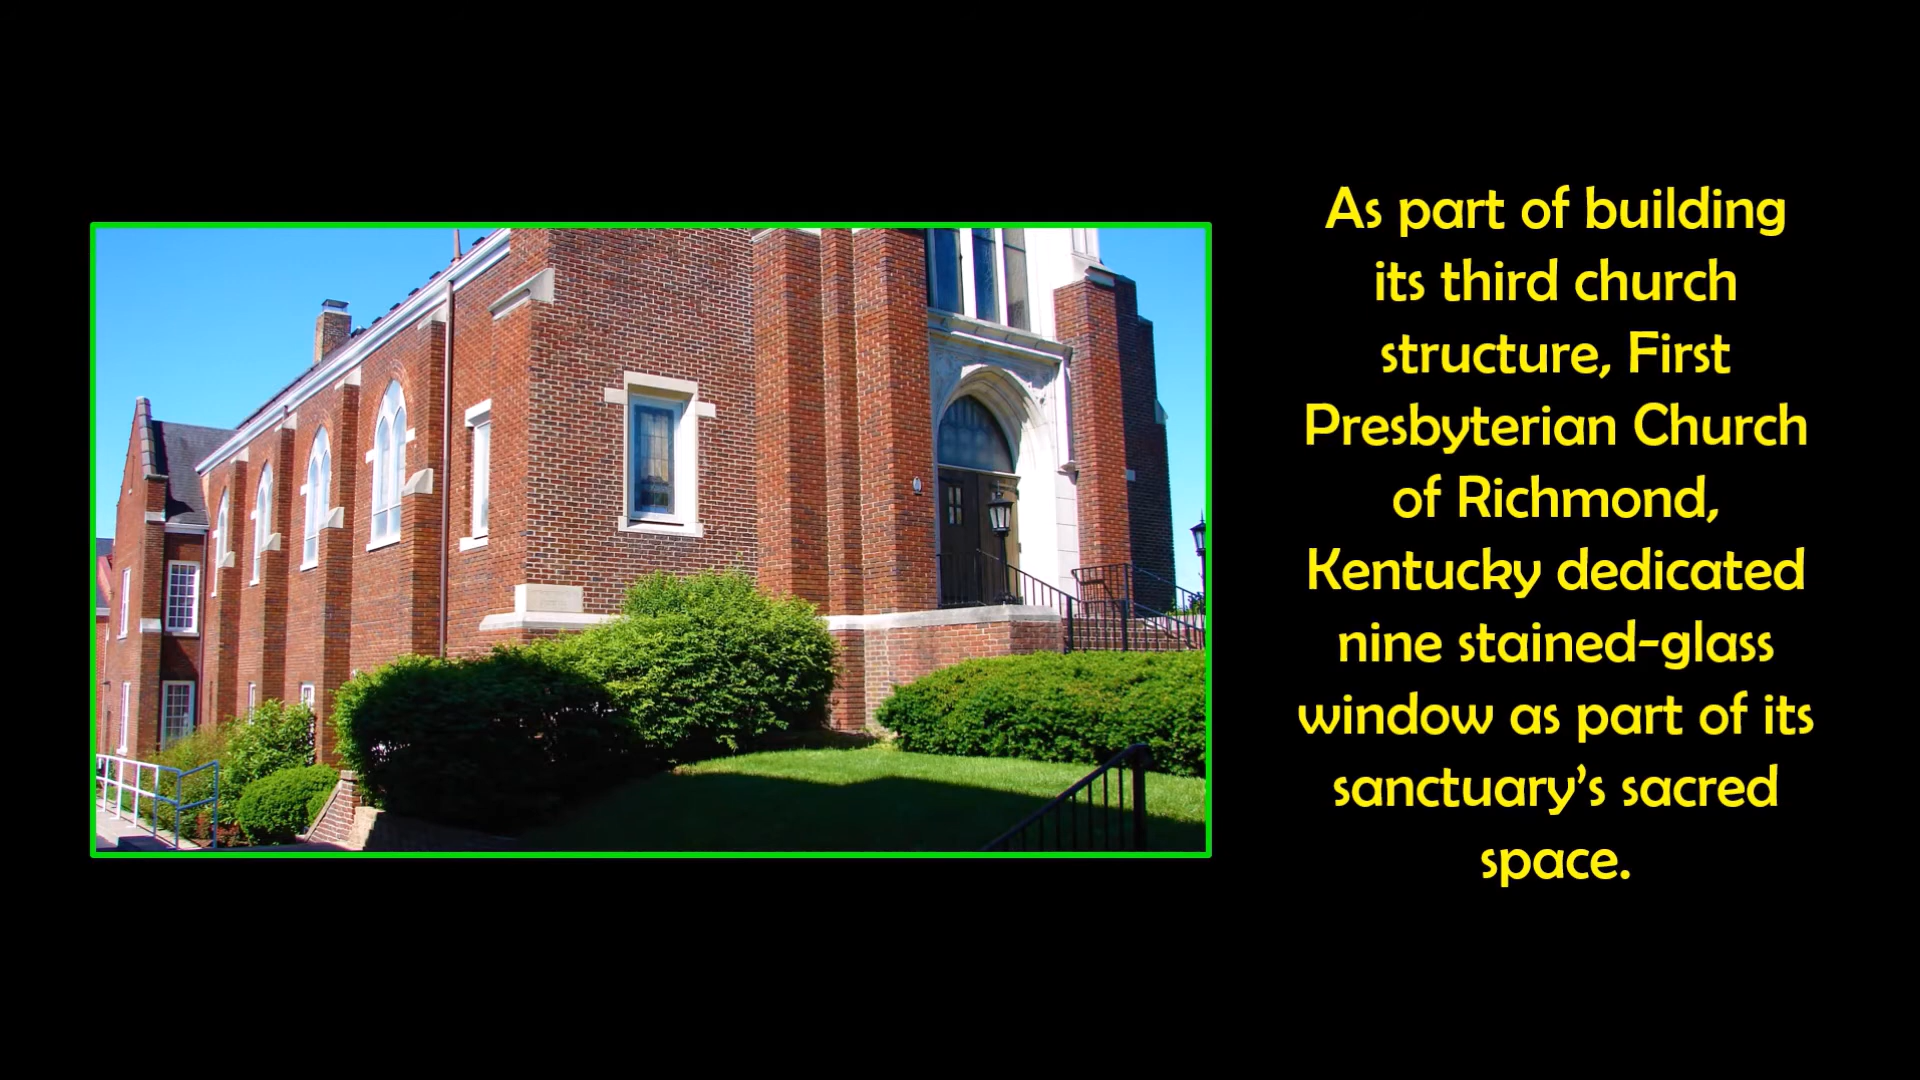 As part of building
its third church
structure, First
Presbyterian Church
of Richmond,
Kentucky dedicated
nine stained-glass
window as part of its
sanctuary’s sacred
space.